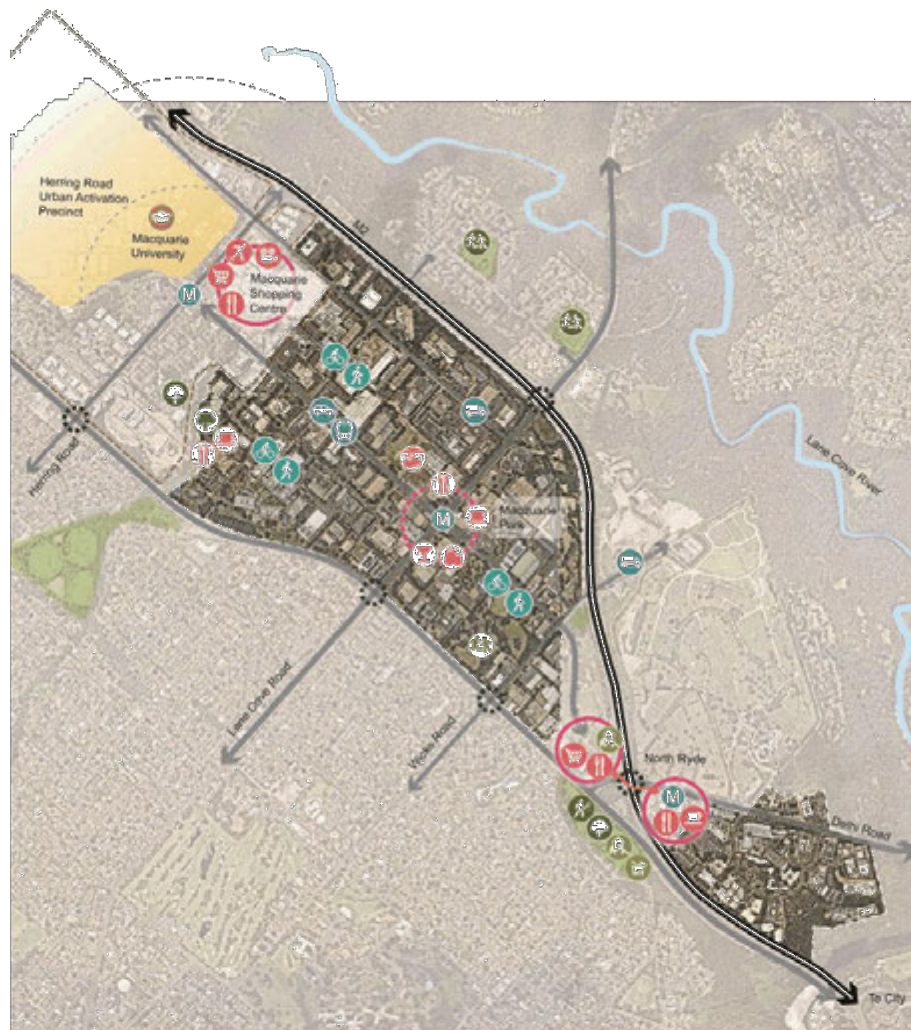 Herring Road
Urban Activation
Precinct
Macquarie
University
M2
Macquarie
Shopping
Centre
M
Herring Road
Lane Cove River
M
Macquarie
Park
Lane Cove Road
Wicks Road
North Ryde
M
Delhi Road
To City